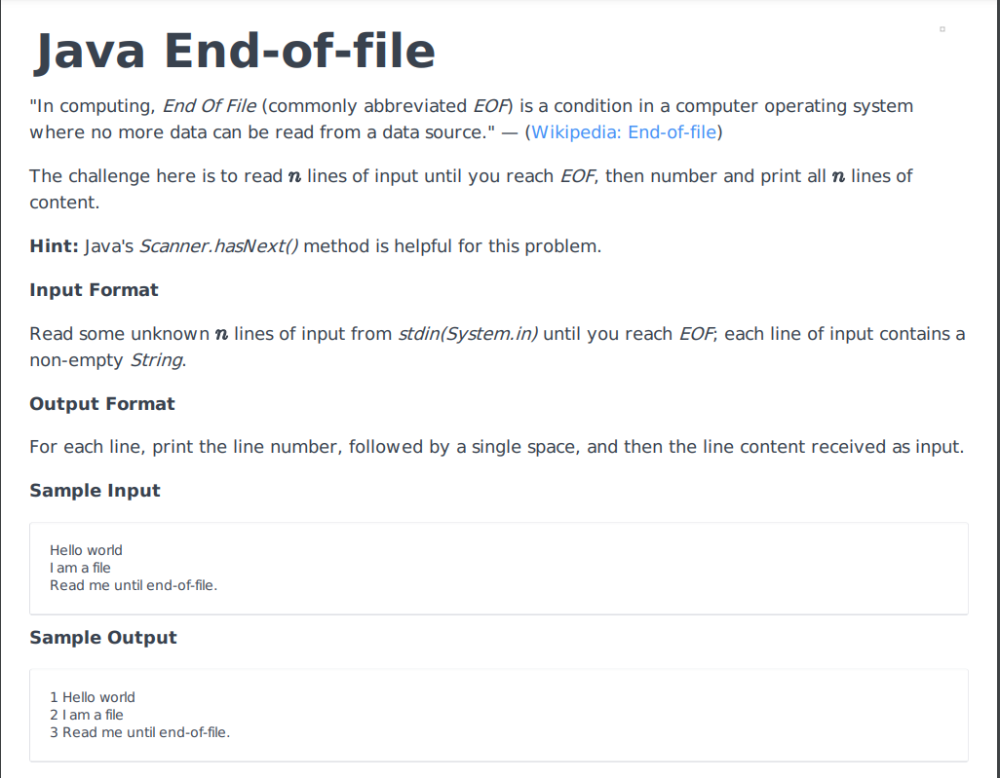 Java End-of-file
"In computing, End Of File (commonly abbreviated EOF) is a condition in a computer operating system
where no more data can be read from a data source." — (Wikipedia: End-of-file)
The challenge here is to read n lines of input until you reach EOF, then number and print all n lines of
content.
Hint: Java's Scanner.hasNext() method is helpful for this problem.
Input Format
Read some unknown n lines of input from stdin(System.in) until you reach EOF; each line of input contains a
non-empty String.
Output Format
For each line, print the line number, followed by a single space, and then the line content received as input.
Sample Input
Hello world
I am a file
Read me until end-of-file.
Sample Output
1 Hello world
2 I am a file
3 Read me until end-of-file.